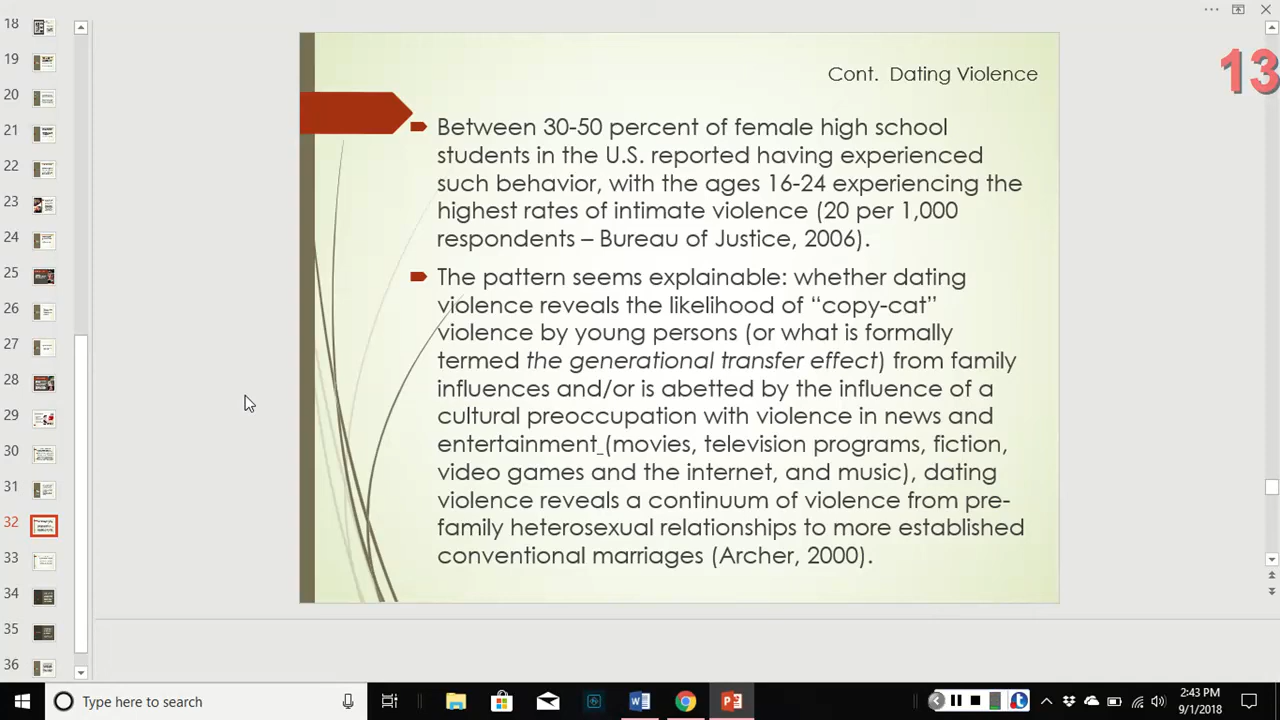 18
19
20
21
22
23
24
25
26
27
28
29
30
31
32
33
34
35
36
13
Cont. Dating Violence
Between 30-50 percent of female high school
students in the U.S. reported having experienced
such behavior, with the ages 16-24 experiencing the
highest rates of intimate violence (20 per 1,000
respondents – Bureau of Justice, 2006).
The pattern seems explainable: whether dating
violence reveals the likelihood of “copy-cat”
violence by young persons (or what is formally
termed the generational transfer effect) from family
influences and/or is abetted by the influence of a
cultural preoccupation with violence in news and
entertainment (movies, television programs, fiction,
video games and the internet, and music), dating
violence reveals a continuum of violence from pre-
family heterosexual relationships to more established
conventional marriages (Archer, 2000).
Type here to search
2:43 PM
9/1/2018